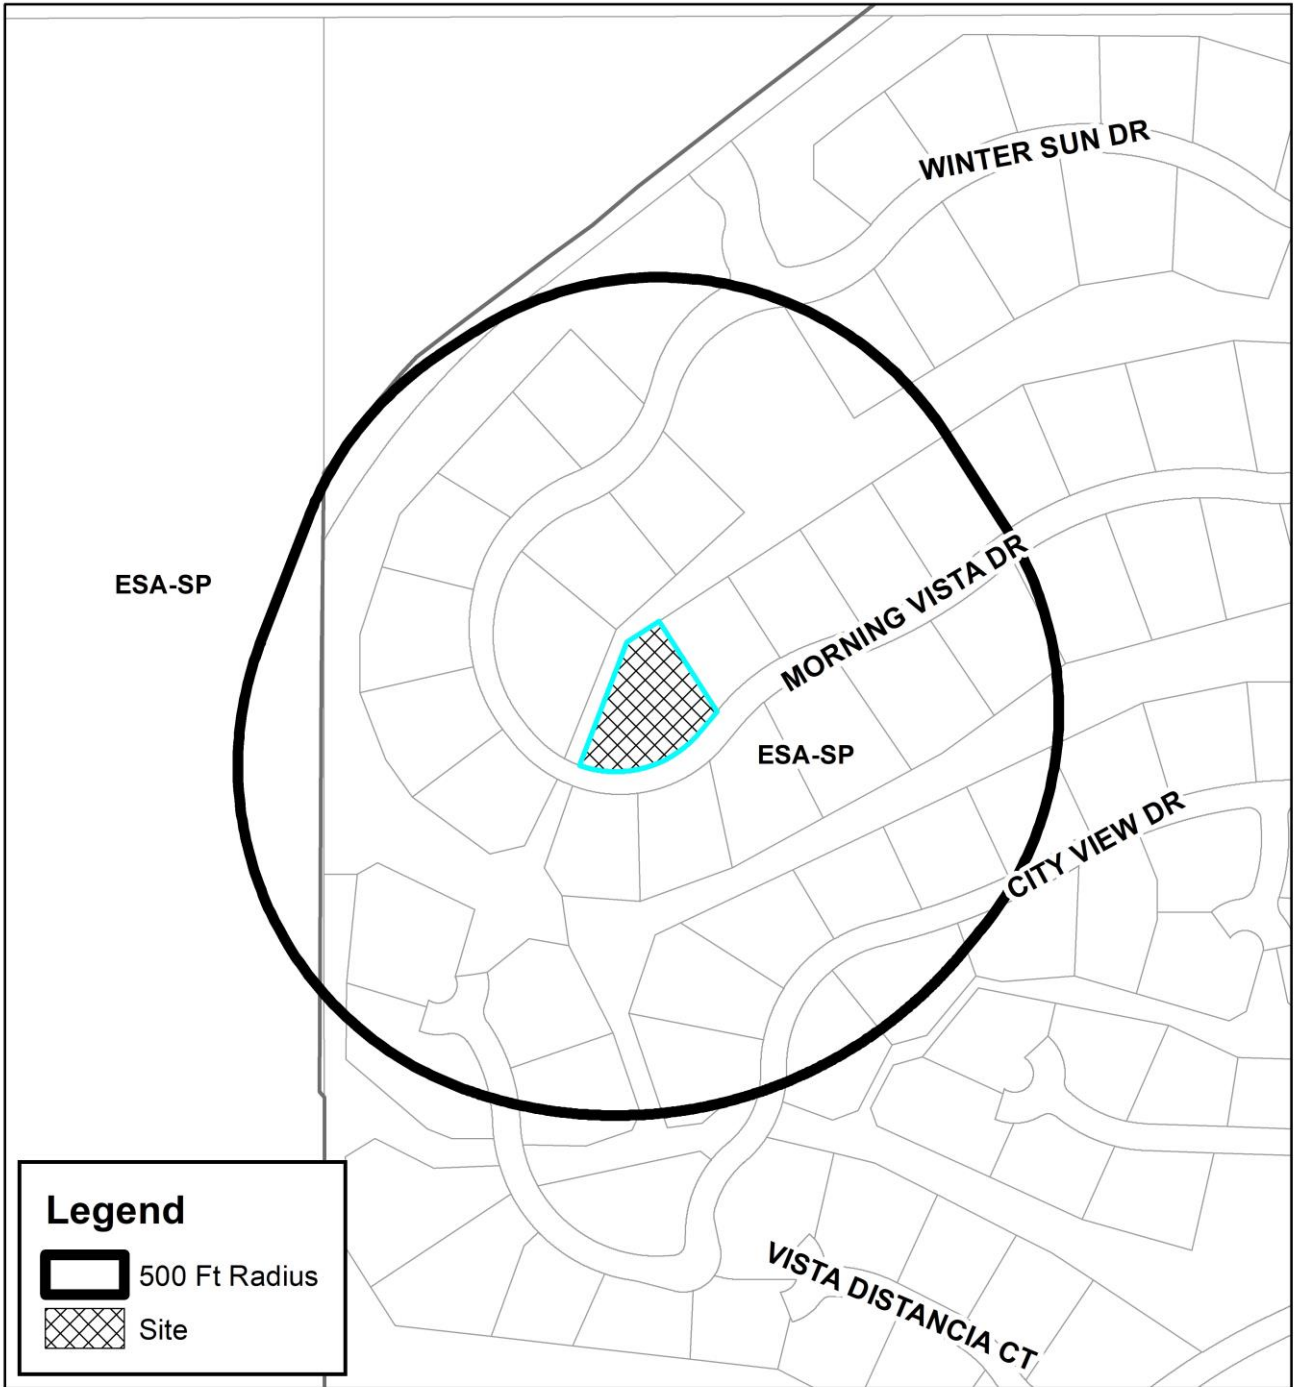 WINTER SUN DR
ESA-SP
MORNING VISTA DR
ESA-SP
CITY VIEW DR
VISTA DISTANCIA CT
Legend
500 Ft Radius
Site